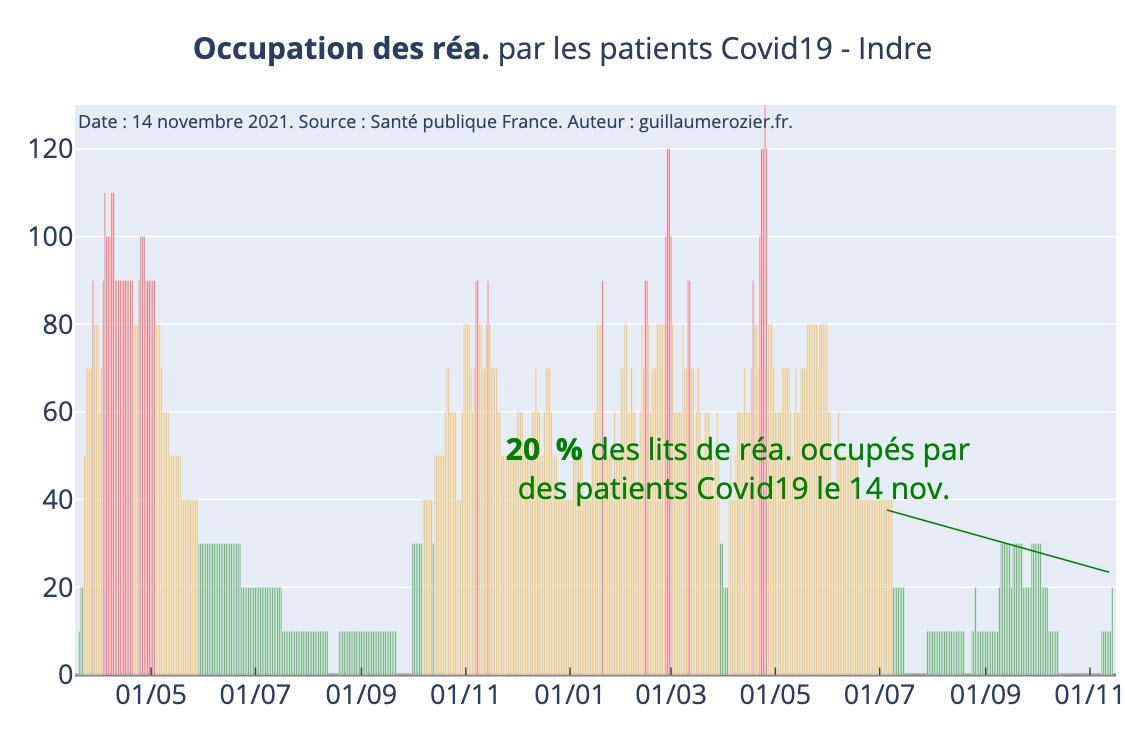 Occupation des réa. par les patients Covid19 - Indre
Date : 14 novembre 2021. Source : Santé publique France. Auteur : guillaumerozier.fr.
120
100
80
60
20  % des lits de réa. occupés par
des patients Covid19 le 14 nov.
40
20
0
01/05 01/07 01/09 01/11 01/01 01/03 01/05 01/07 01/09 01/11